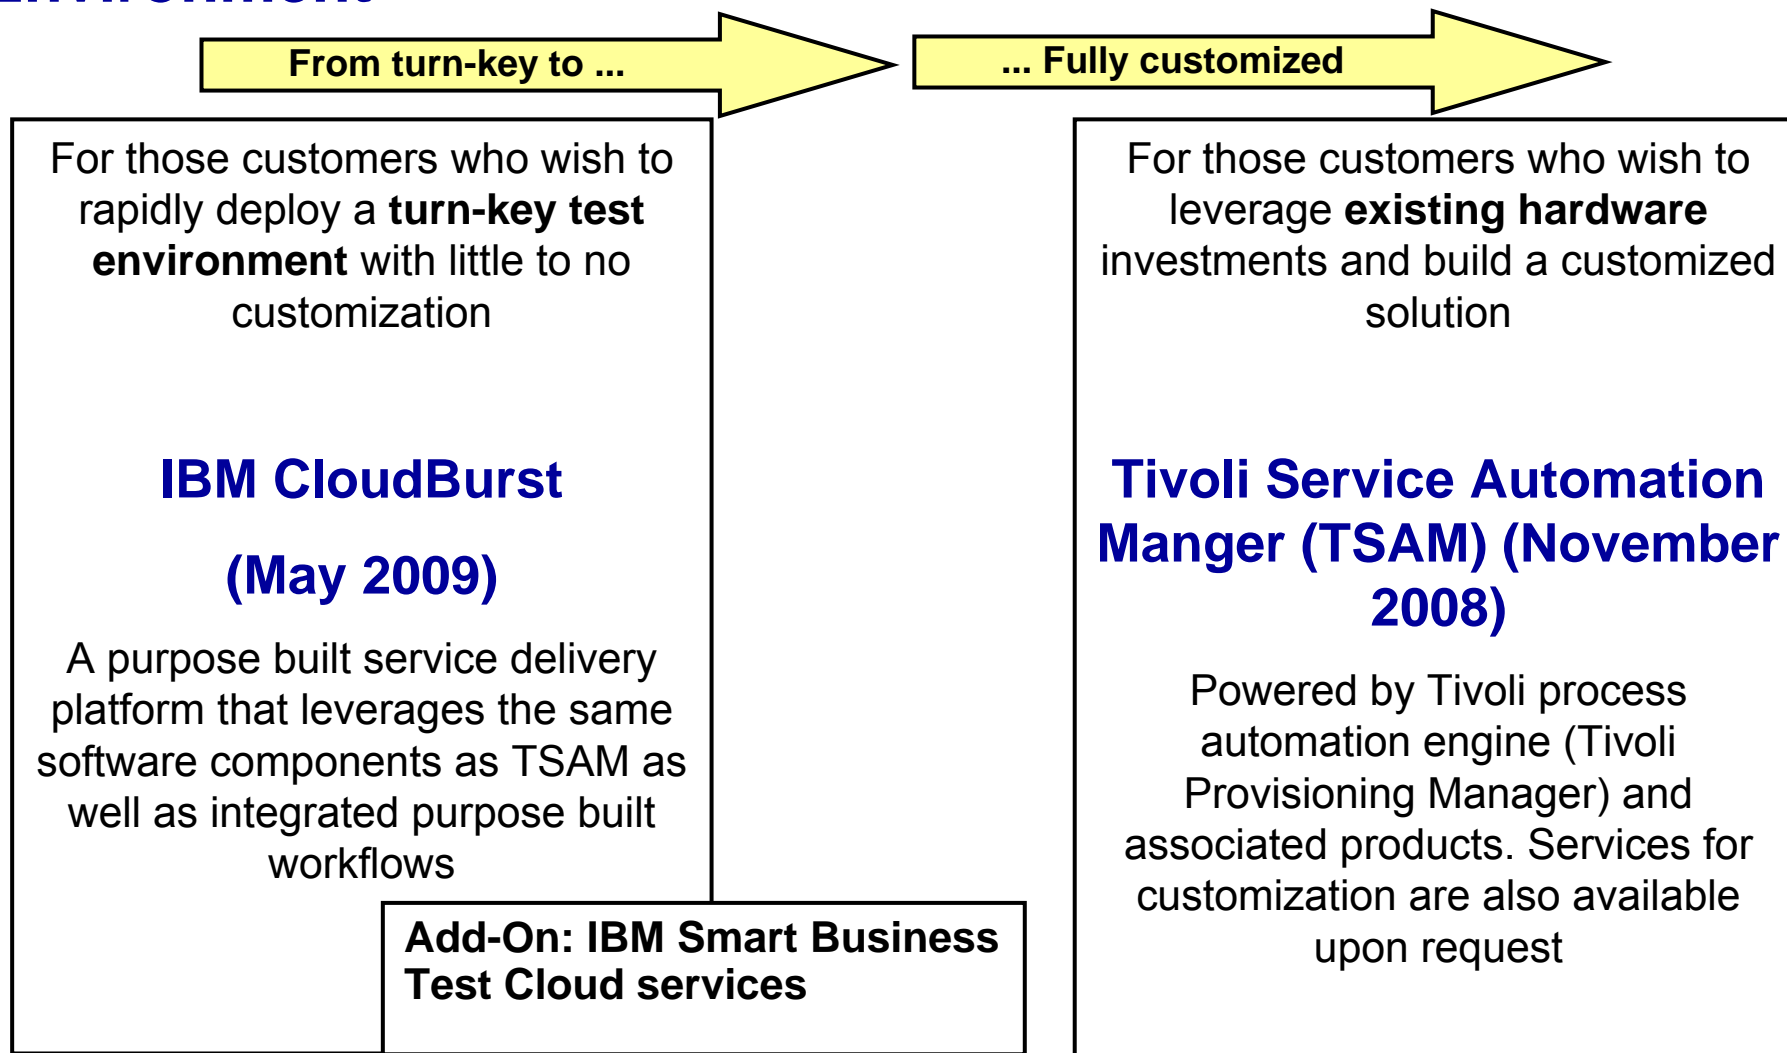 Environment
From turn-key to ...
... Fully customized
For those customers who wish to
rapidly deploy a turn-key test
environment with little to no
customization
IBM CloudBurst
(May 2009)
A purpose built service delivery
platform that leverages the same
software components as TSAM as
well as integrated purpose built
workflows
Add-On: IBM Smart Business
Test Cloud services
For those customers who wish to
leverage existing hardware
investments and build a customized
solution
Tivoli Service Automation
Manger (TSAM) (November
2008)
Powered by Tivoli process
automation engine (Tivoli
Provisioning Manager) and
associated products. Services for
customization are also available
upon request